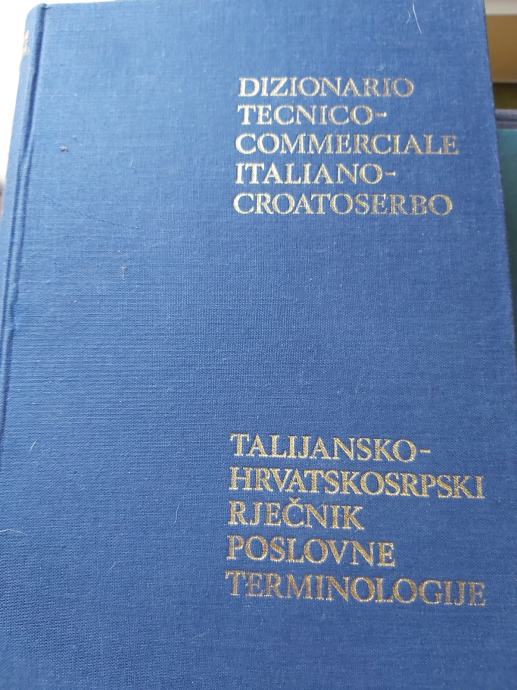 DIZIONARIO
TECNICO-
COMMERCIALE
ITALIANO-
CROATOSERBO
TALIJANSKO-
HRVATSKOSRPSKI
RJEČNIK
POSLOVNE
TERMINOLOGIJE